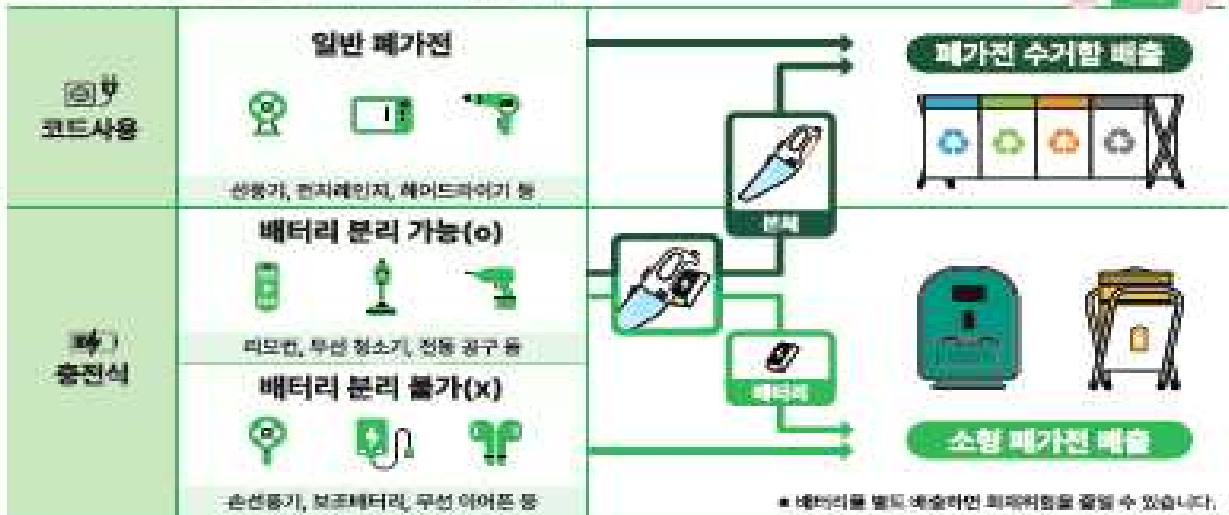 일반 폐가전
폐가전 수거함 배출
코드사용
선풍기, 전자레인지, 헤어드라이기 등
본체
배터리 분리 가능(o)
리모컨, 무선 청소기, 전동 공구 등
충전식
배터리
배터리 분리 불가(x)
소형 폐가전 배출
손선풍기, 보조배터리, 무선 이어폰 등
● 배터리를 별도 배출하면 화재위험을 줄일 수 있습니다.